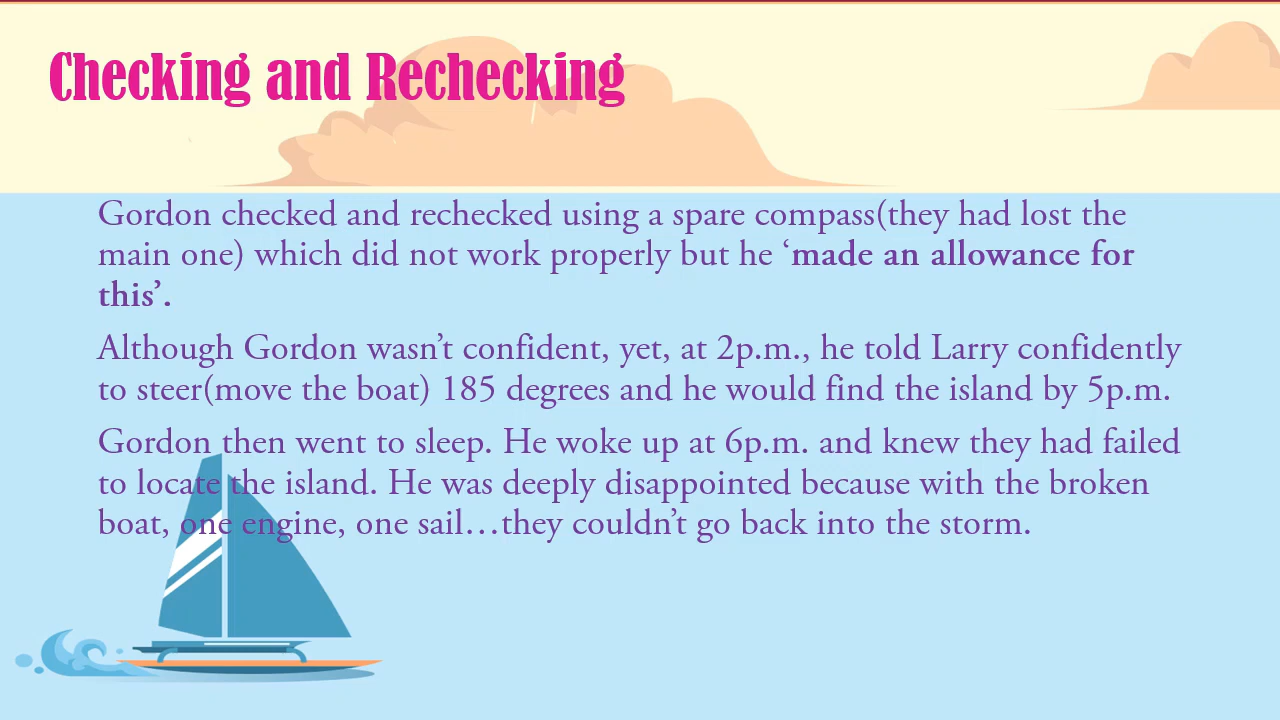 Checking and Rechecking
Gordon checked and rechecked using a spare compass(they had lost the
main one) which did not work properly but he ‘made an allowance for
this’.
Although Gordon wasn’t confident, yet, at 2p.m., he told Larry confidently
to steer(move the boat) 185 degrees and he would find the island by 5p.m.
Gordon then went to sleep. He woke up at 6p.m. and knew they had failed
to locate the island. He was deeply disappointed because with the broken
boat, one engine, one sail…they couldn’t go back into the storm.